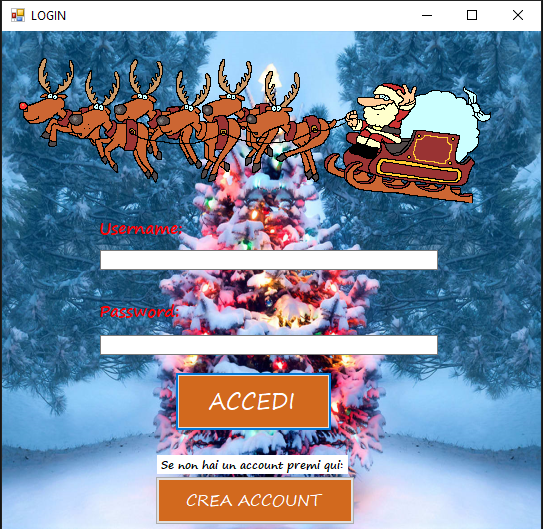 LOGIN
Username:
Password:
ACCEDI
Se non hai un account premi qui:
CREA ACCOUNT